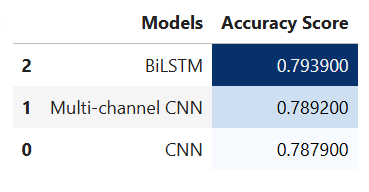 Models Accuracy Score
2 BiLSTM 0.793900
1 Multi-channel CNN 0.789200
0 CNN 0.787900